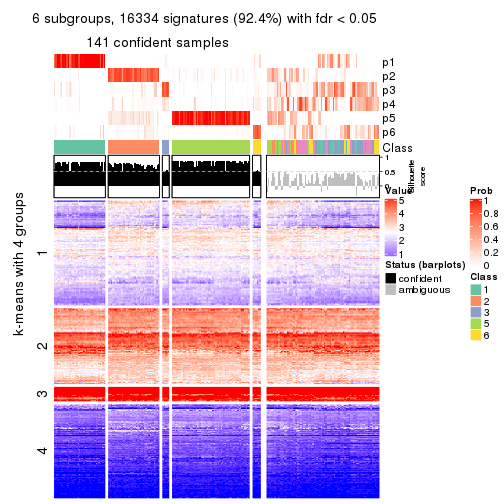 6 subgroups, 16334 signatures (92.4%) with fdr < 0.05
141 confident samples
p1
p2
p3
p4
p5
p6
Class
1
0.5
0
Silhouette
score
k-means with 4 groups
1
2
3
4
Value
5
4
3
2
1
Status (barplots)
confident
ambiguous
Prob
1
0.8
0.6
0.4
0.2
0
Class
1
2
3
5
6